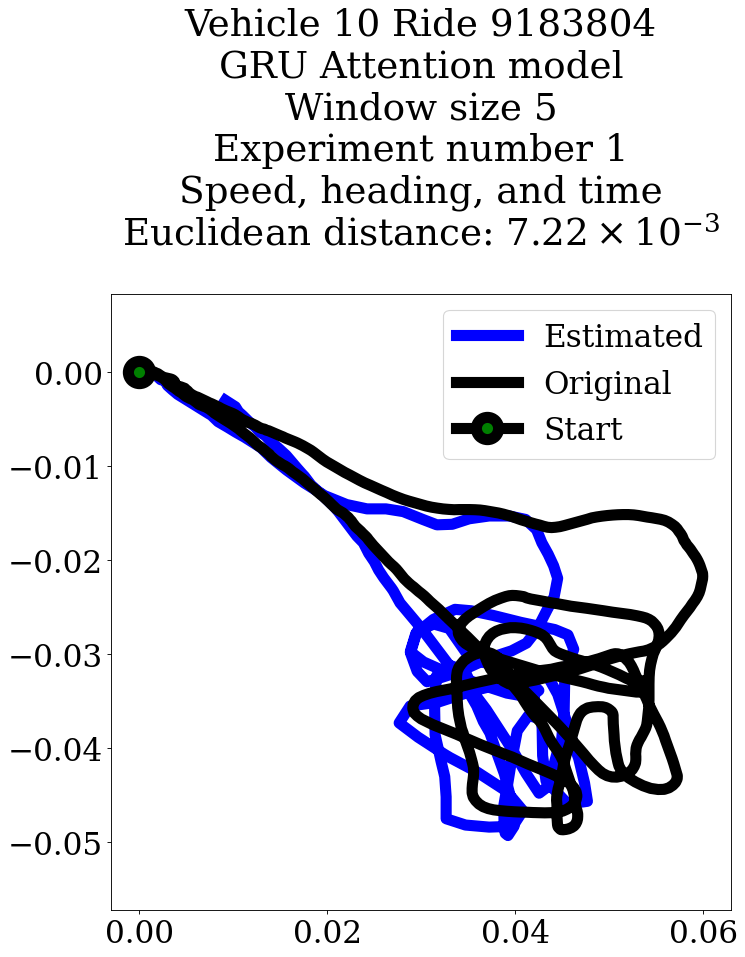 Vehicle 10 Ride 9183804
GRU Attention model
Window size 5
Experiment number 1
Speed, heading, and time
Euclidean distance: 7.22 × 10⁻³
Estimated
Original
Start
0.00
−0.01
−0.02
−0.03
−0.04
−0.05
0.00 0.02 0.04 0.06